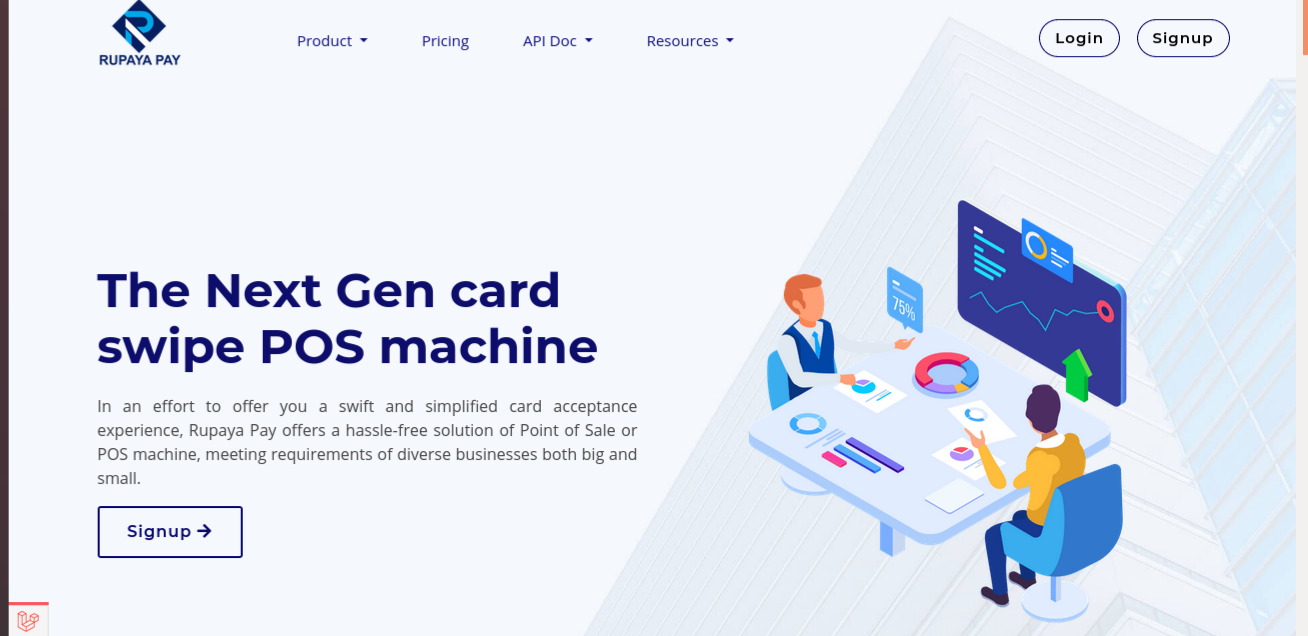 RUPAYA PAY
Product
Pricing
API Doc
Resources
Login
Signup
The Next Gen card
swipe POS machine
In an effort to offer you a swift and simplified card acceptance
experience, Rupaya Pay offers a hassle-free solution of Point of Sale or
POS machine, meeting requirements of diverse businesses both big and
small.
Signup →
75%